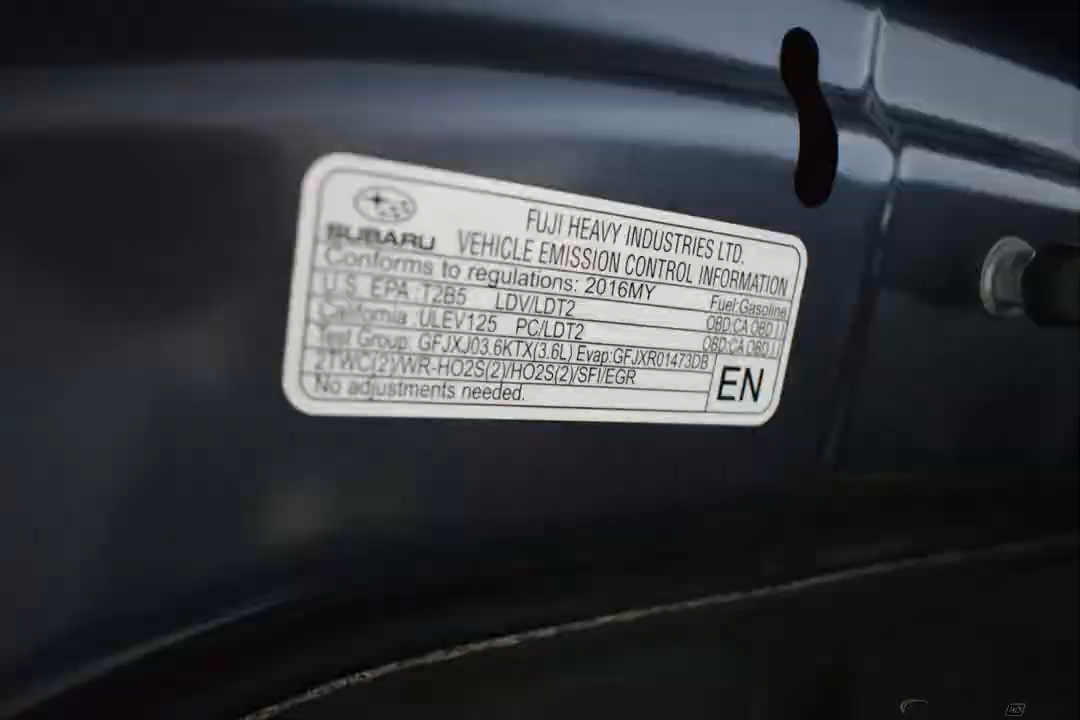 FUJI HEAVY INDUSTRIES LTD.
SUBARU VEHICLE EMISSION CONTROL INFORMATION
Conforms to regulations: 2016MY Fuel:Gasoline
U.S. EPA :T2B5 LDV/LDT2 OBD:CA OBD II
California :ULEV125 PC/LDT2 OBD:CA OBD II
Test Group: GFJXJ03.6KTX(3.6L) Evap:GFJXR01473DB
2TWC(2)/WR-HO2S(2)/HO2S(2)/SFI/EGR
No adjustments needed.
EN